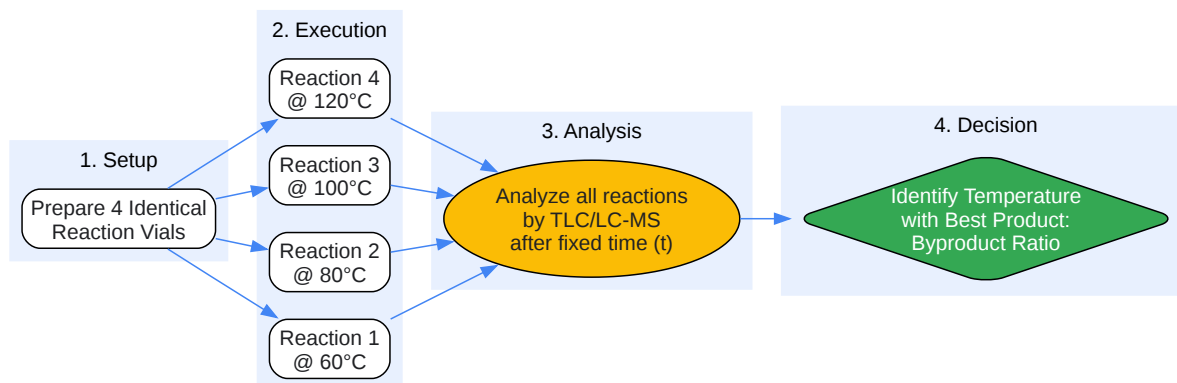 1. Setup
Prepare 4 Identical
Reaction Vials
2. Execution
Reaction 4
@ 120°C
Reaction 3
@ 100°C
Reaction 2
@ 80°C
Reaction 1
@ 60°C
3. Analysis
Analyze all reactions
by TLC/LC-MS
after fixed time (t)
4. Decision
Identify Temperature
with Best Product:
Byproduct Ratio